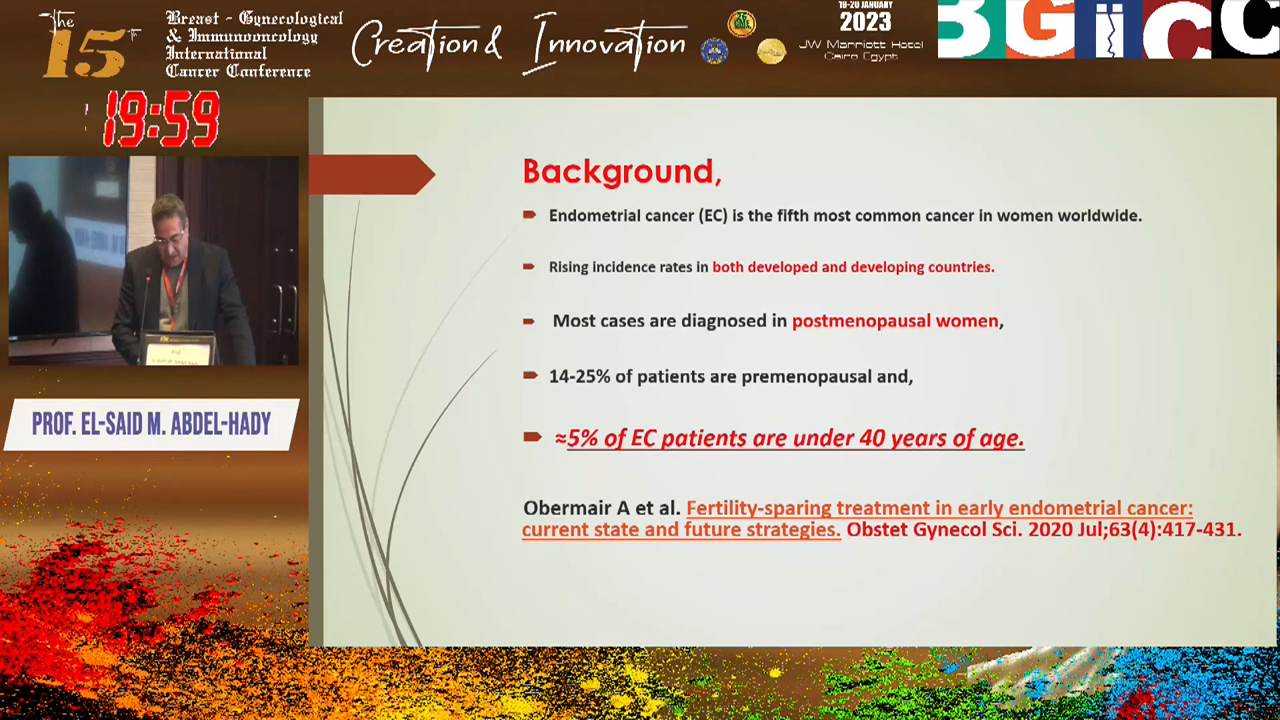 The 15th
Breast - Gynecological
& Immunooncology
International
Cancer Conference
Creation & Innovation
18-20 JANUARY
2023
JW Marriott Hotel
Cairo Egypt
BGiCC
19:59
Background,
Endometrial cancer (EC) is the fifth most common cancer in women worldwide.
Rising incidence rates in both developed and developing countries.
Most cases are diagnosed in postmenopausal women,
14-25% of patients are premenopausal and,
≈5% of EC patients are under 40 years of age.
Obermair A et al. Fertility-sparing treatment in early endometrial cancer:
current state and future strategies. Obstet Gynecol Sci. 2020 Jul;63(4):417-431.
PROF. EL-SAID M. ABDEL-HADY